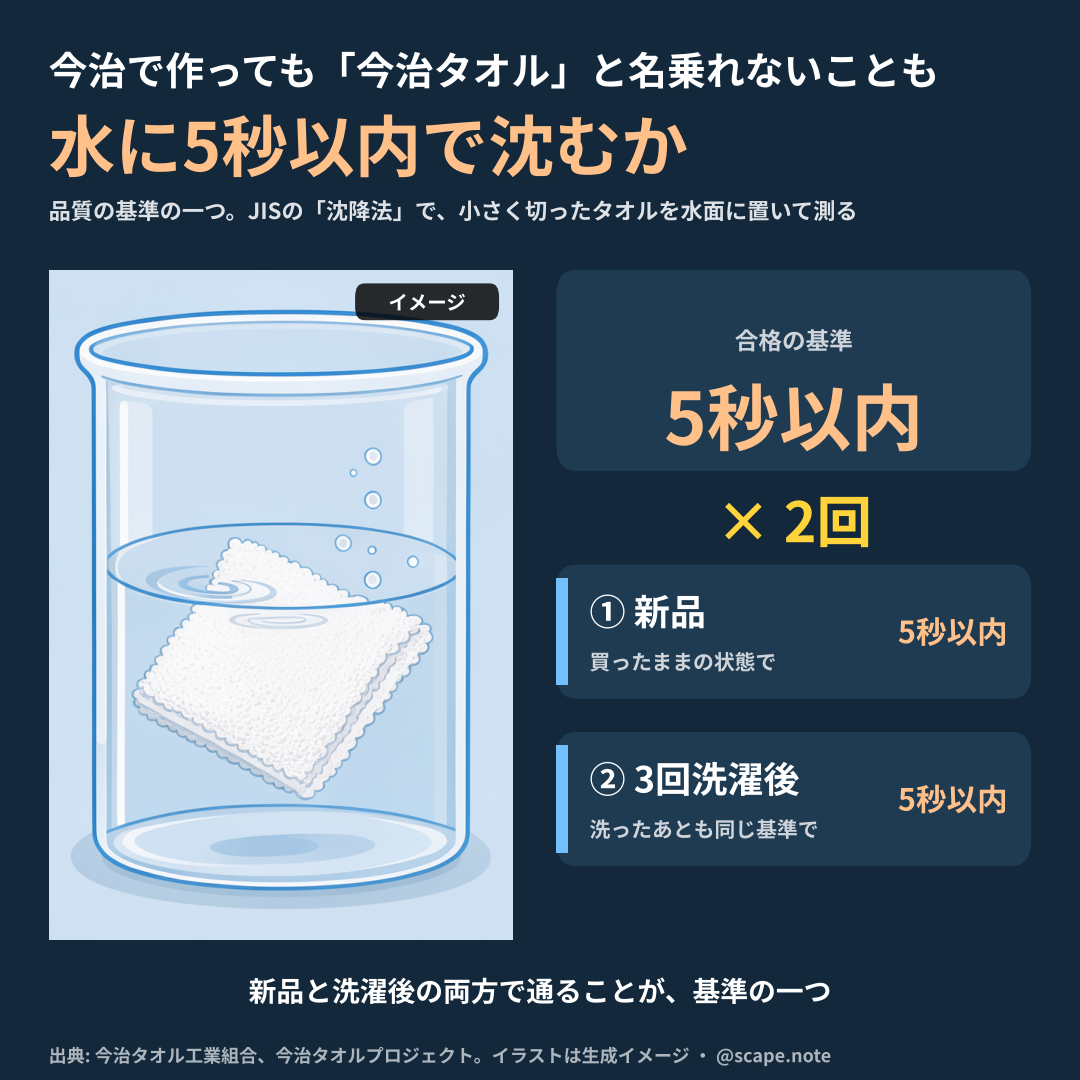 今治で作っても「今治タオル」と名乗れないことも
水に5秒以内で沈むか
品質の基準の一つ。JISの「沈降法」で、小さく切ったタオルを水面に置いて測る
イメージ
合格の基準
5秒以内
× 2回
① 新品
買ったままの状態で
5秒以内
② 3回洗濯後
洗ったあとも同じ基準で
5秒以内
新品と洗濯後の両方で通ることが、基準の一つ
出典: 今治タオル工業組合、今治タオルプロジェクト。イラストは生成イメージ ・ @scape.note